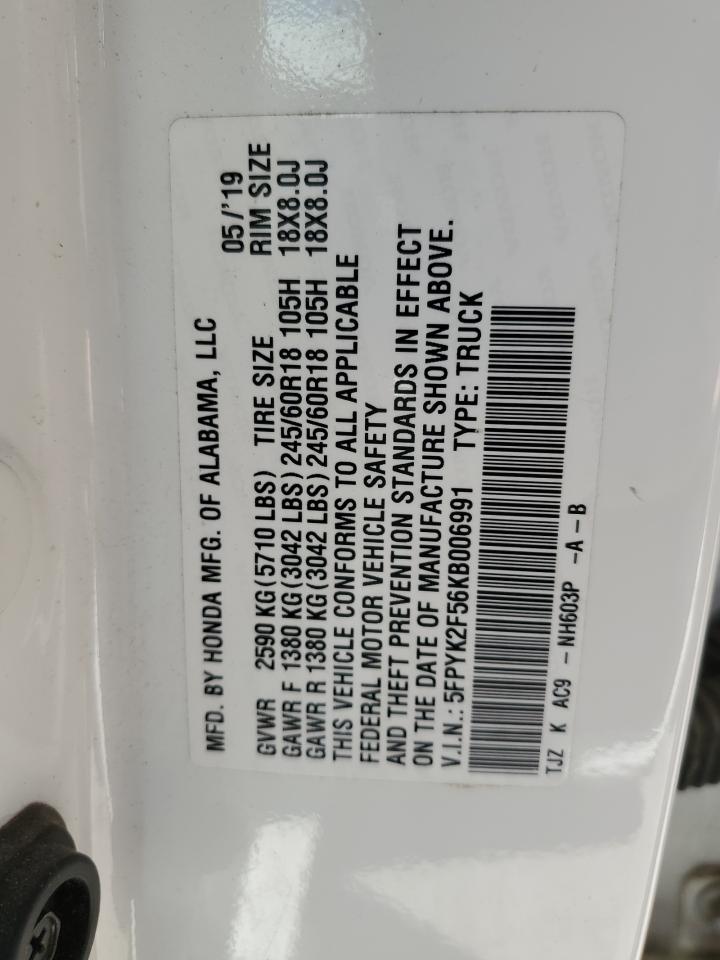 MFD. BY HONDA MFG. OF ALABAMA, LLC 05/'19
GVWR 2590 KG(5710 LBS) TIRE SIZE RIM SIZE
GAWR F 1380 KG(3042 LBS)245/60R18 105H 18X8.0J
GAWR R 1380 KG(3042 LBS)245/60R18 105H 18X8.0J
THIS VEHICLE CONFORMS TO ALL APPLICABLE
FEDERAL MOTOR VEHICLE SAFETY
AND THEFT PREVENTION STANDARDS IN EFFECT
ON THE DATE OF MANUFACTURE SHOWN ABOVE.
V.I.N.: 5FPYK2F56KB006991 TYPE: TRUCK
TJZ K AC9 - NH603P -A-B